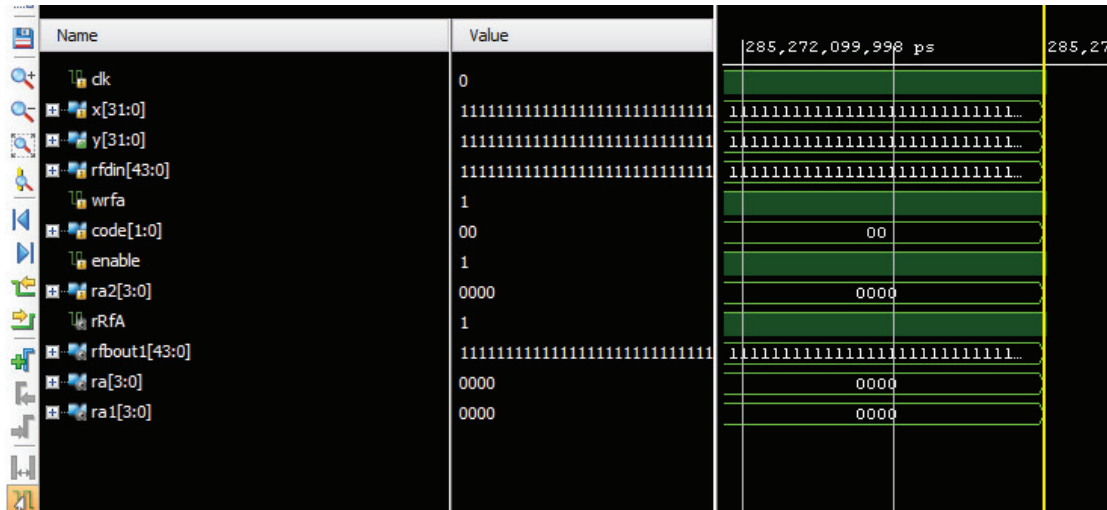 Name Value 285,272,099,998 ps 285,27
clk 0
x[31:0] 11111111111111111111111111111 1111111111111111111111111111...
y[31:0] 11111111111111111111111111111 1111111111111111111111111111...
rfdin[43:0] 11111111111111111111111111111 1111111111111111111111111111...
wrfa 1
code[1:0] 00 00
enable 1
ra2[3:0] 0000 0000
rRfA 1
rfbout1[43:0] 11111111111111111111111111111 1111111111111111111111111111...
ra[3:0] 0000 0000
ra1[3:0] 0000 0000